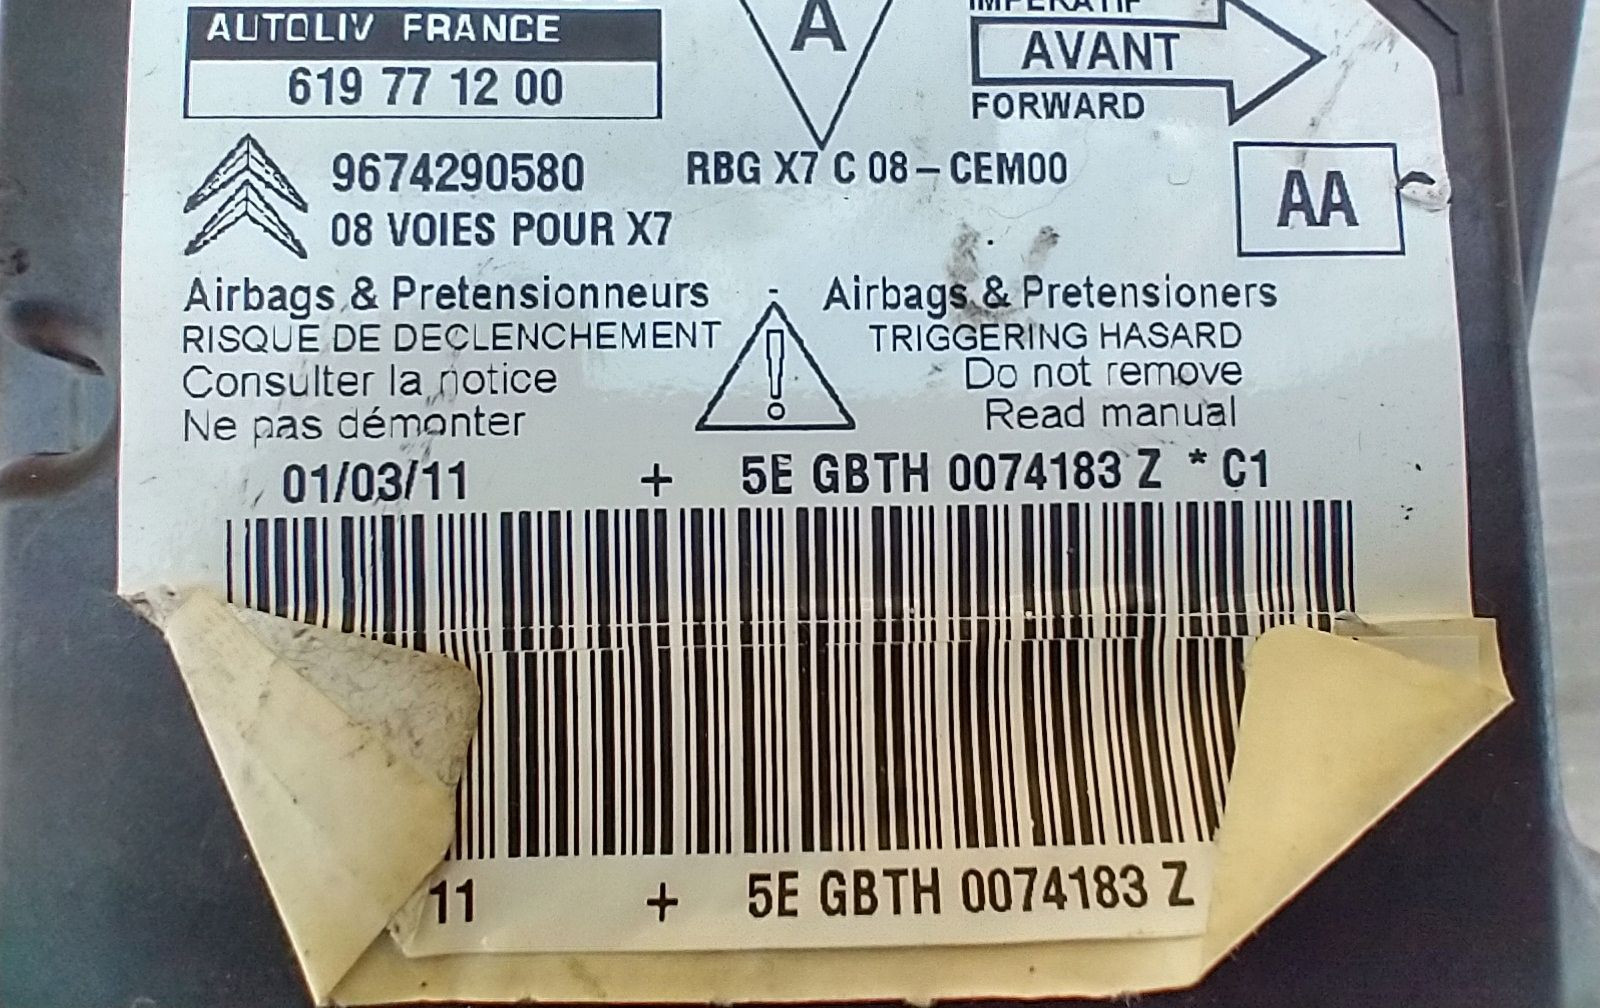 AUTOLIV FRANCE
619 77 12 00
A
IMPERATIF
AVANT
FORWARD
9674290580
RBG X7 C 08-CEM00
08 VOIES POUR X7
AA
Airbags & Pretensionneurs
RISQUE DE DECLENCHEMENT
Consulter la notice
Ne pas démonter
Airbags & Pretensioners
TRIGGERING HASARD
Do not remove
Read manual
01/03/11 + 5E GBTH 0074183 Z * C1
11 + 5E GBTH 0074183 Z